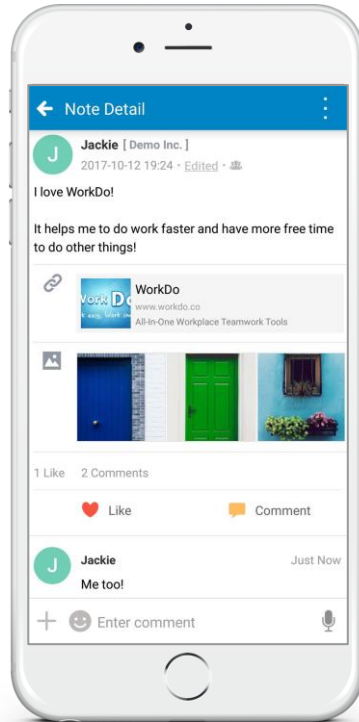 Note Detail
J
Jackie [ Demo Inc. ]
2017-10-12 19:24 • Edited •
I love WorkDo!
It helps me to do work faster and have more free time
to do other things!
Work Do
WorkDo
www.workdo.co
All-In-One Workplace Teamwork Tools
1 Like 2 Comments
Like Comment
J
Jackie Just Now
Me too!
Enter comment